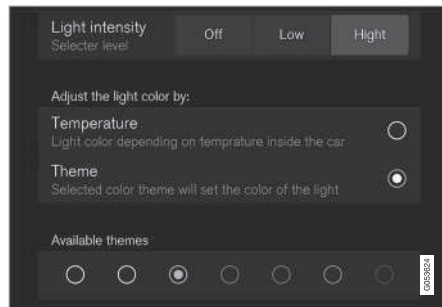 Light intensity
Selecter level
Off
Low
Hight
Adjust the light color by:
Temperature
Light color depending on temprature inside the car
Theme
Selected color theme will set the color of the light
Available themes
G053624